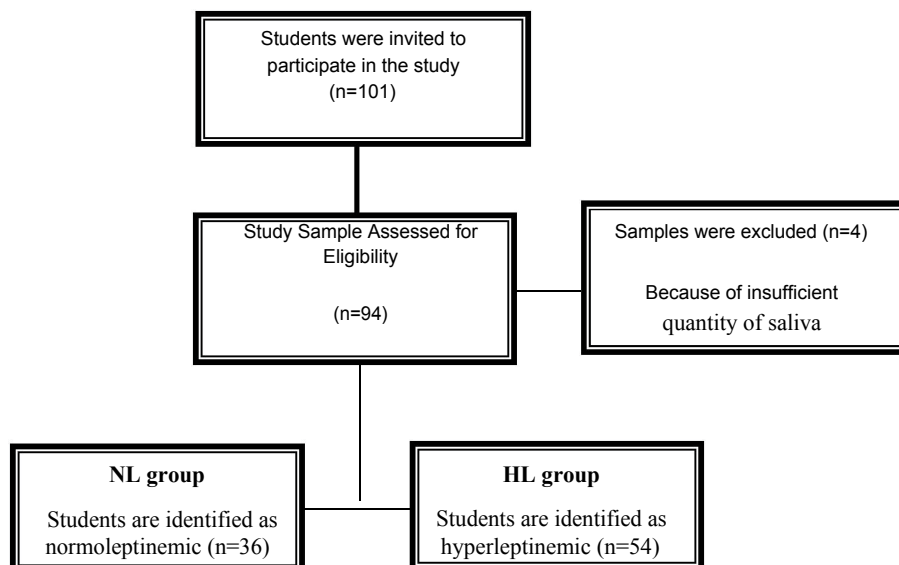 Students were invited to
participate in the study
(n=101)
Study Sample Assessed for
Eligibility
(n=94)
Samples were excluded (n=4)
Because of insufficient
quantity of saliva
NL group
Students are identified as
normoleptinemic (n=36)
HL group
Students are identified as
hyperleptinemic (n=54)